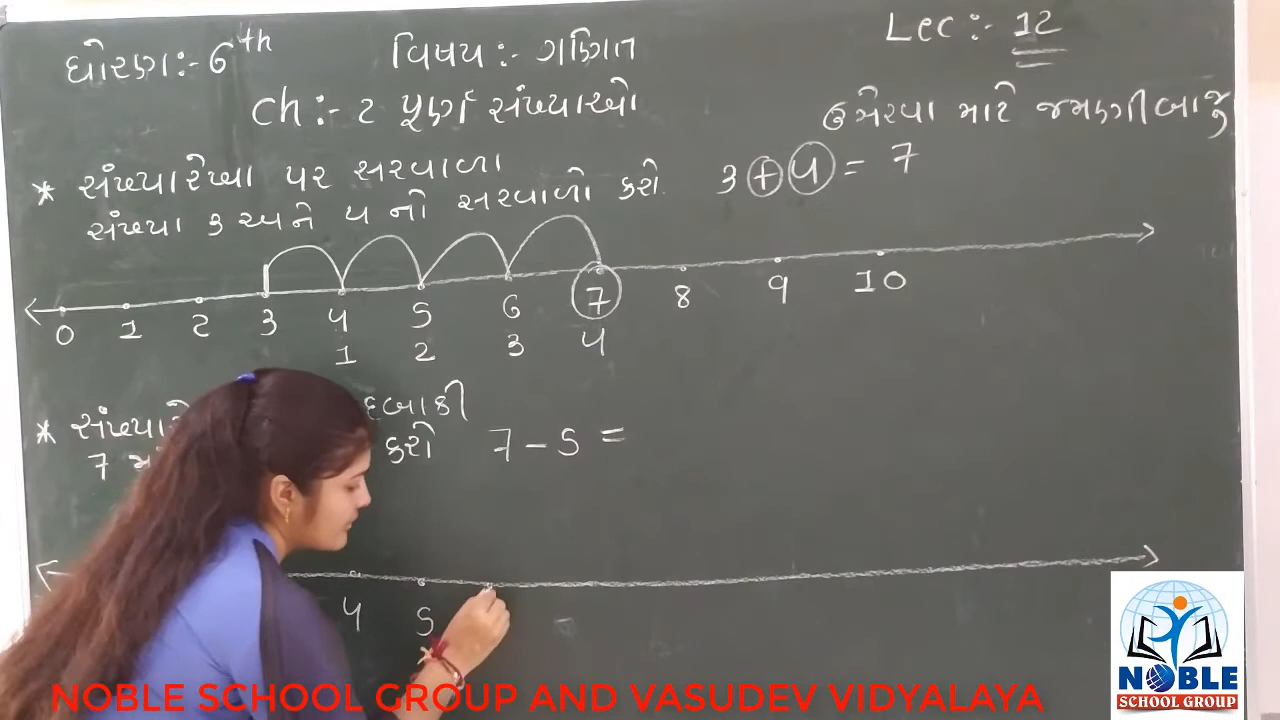 ધોરણ:- 6th વિષય:- ગણિત Lec:- 12
Ch:- 2 પૂર્ણ સંખ્યાઓ
ઉમેરવા માટે જમણીબાજુ
* સંખ્યારેખા પર સરવાળા
સંખ્યા 3 અને 4 નો સરવાળો કરો. 3 + 4 = 7
0 1 2 3 4 5 6 7 8 9 10
1 2 3 4
* કરો 7 - 5 =
7
4 5
NOBLE
SCHOOL GROUP
NOBLE SCHOOL GROUP AND VASUDEV VIDYALAYA